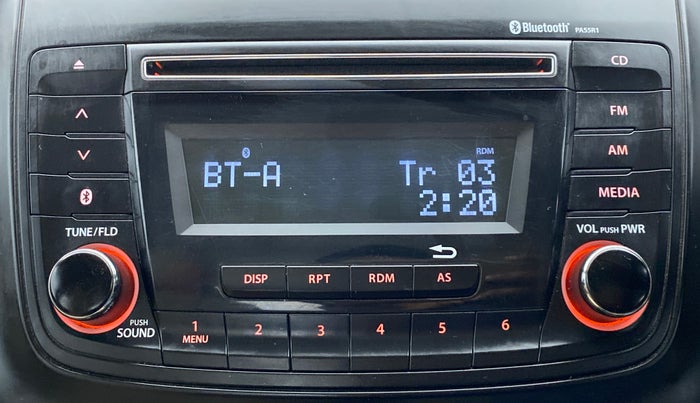 Bluetooth® PA55R1
CD
FM
AM
MEDIA
RDM
BT-A Tr 03
2:20
TUNE/FLD
VOL PUSH PWR
DISP RPT RDM AS
PUSH
SOUND
1 2 3 4 5 6
MENU